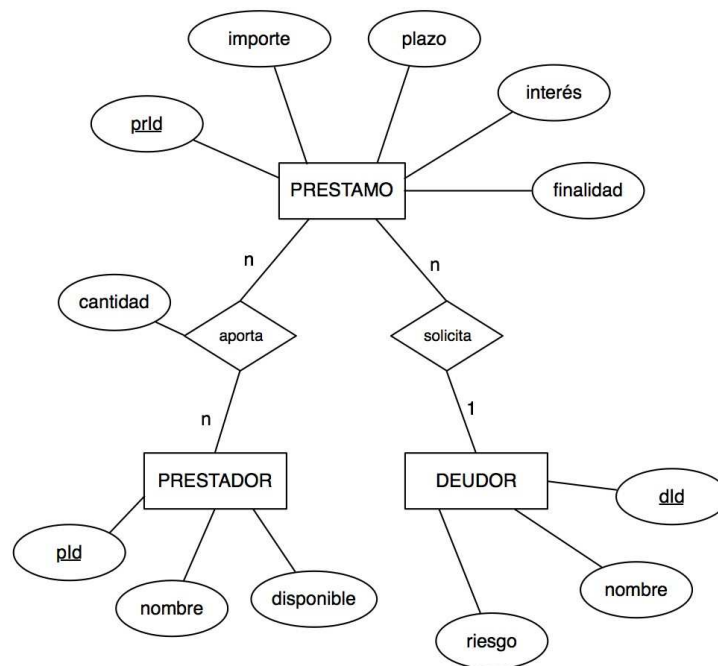 importe
plazo
interés
prId
PRESTAMO
finalidad
n
n
cantidad
aporta
solicita
n
1
PRESTADOR
DEUDOR
dId
pId
nombre
disponible
nombre
riesgo